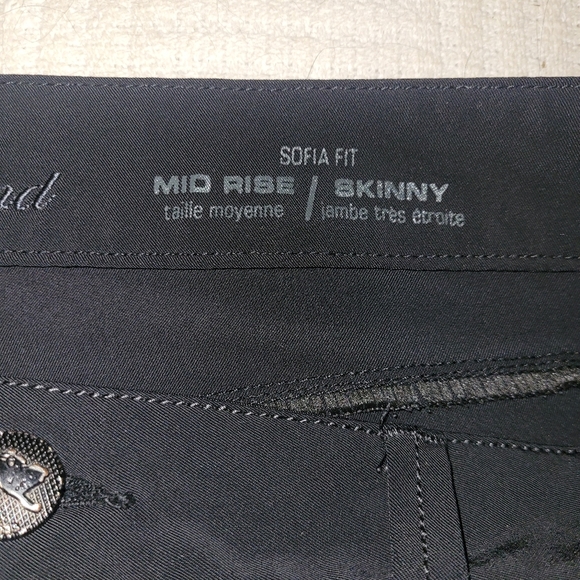 SOFIA FIT
MID RISE / SKINNY
taille moyenne / jambe très étroite